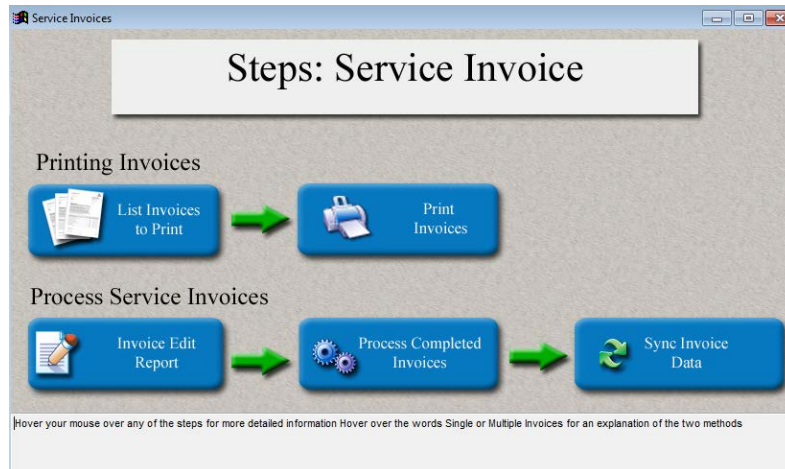 Service Invoices
Steps: Service Invoice
Printing Invoices
List Invoices
to Print
Print
Invoices
Process Service Invoices
Invoice Edit
Report
Process Completed
Invoices
Sync Invoice
Data
Hover your mouse over any of the steps for more detailed information Hover over the words Single or Multiple Invoices for an explanation of the two methods